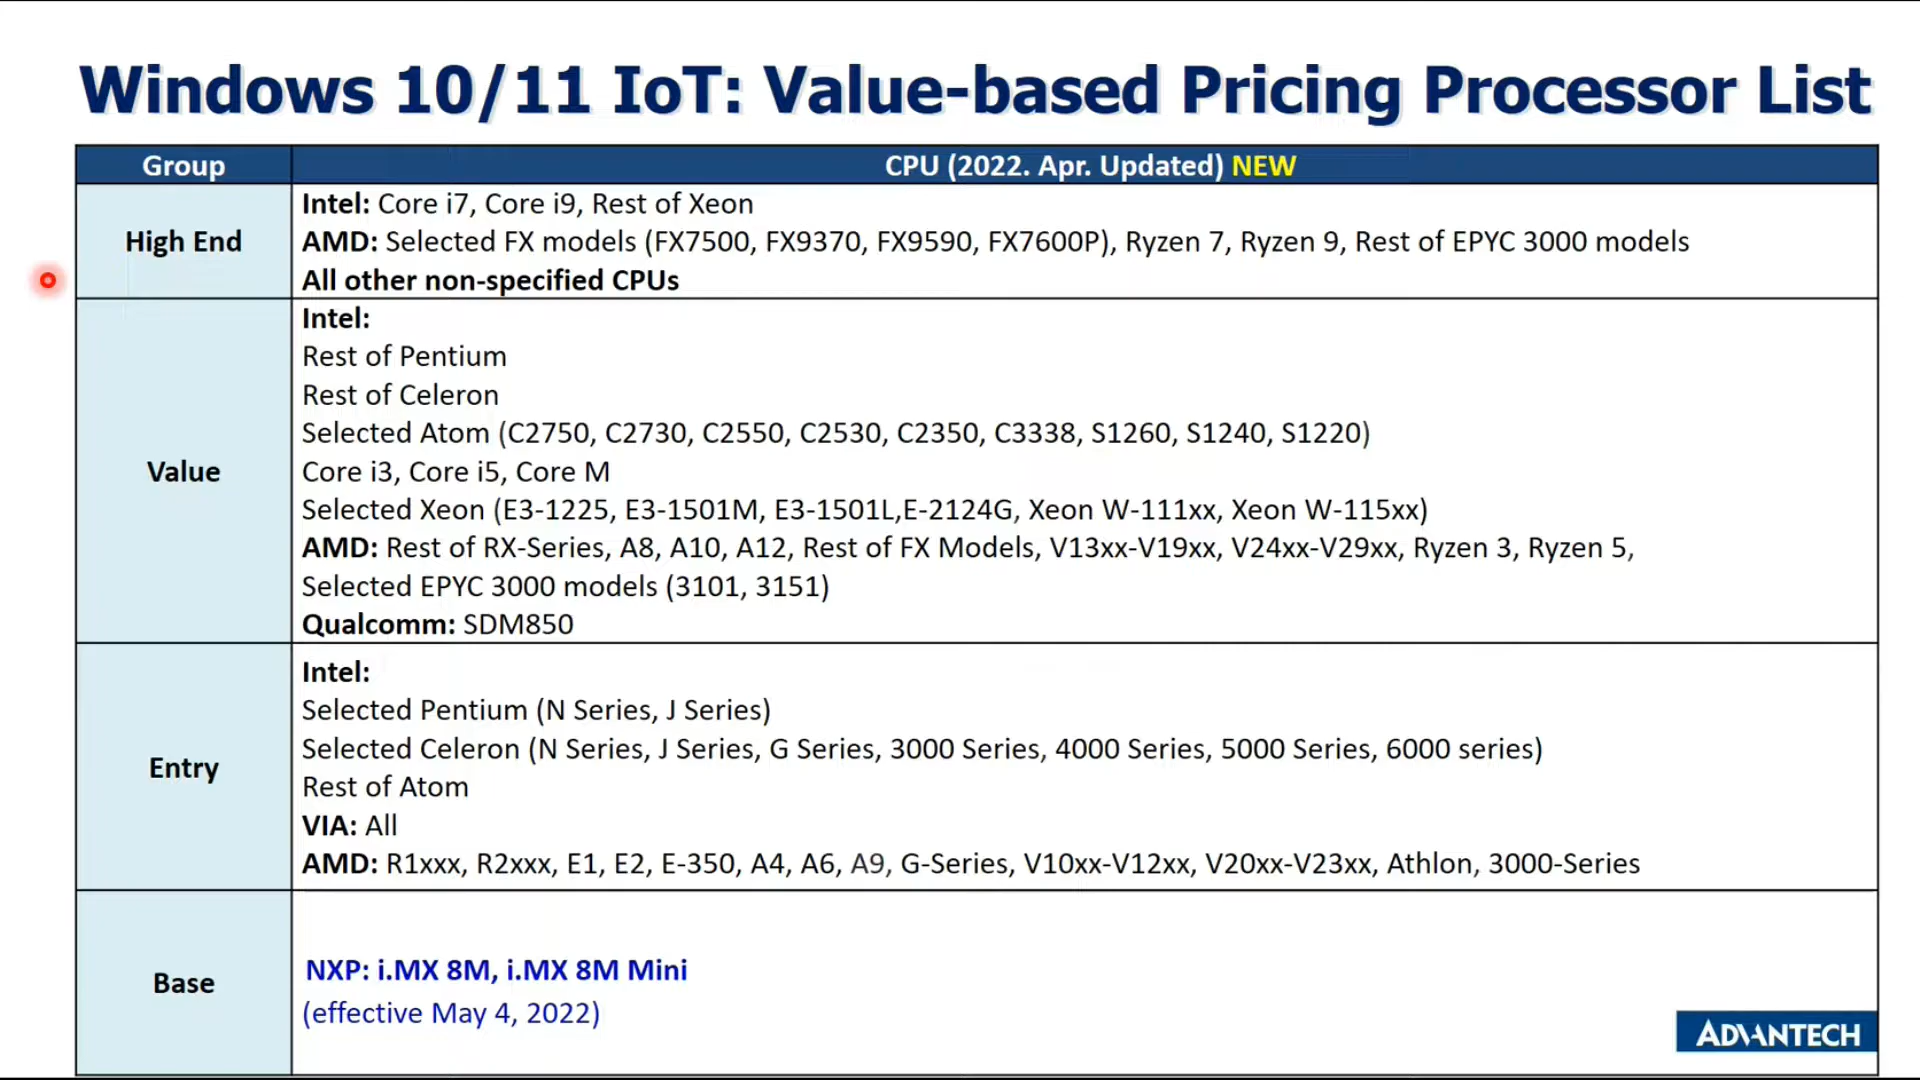 Windows 10/11 IoT: Value-based Pricing Processor List
Group
CPU (2022. Apr. Updated) NEW
High End
Intel: Core i7, Core i9, Rest of Xeon
AMD: Selected FX models (FX7500, FX9370, FX9590, FX7600P), Ryzen 7, Ryzen 9, Rest of EPYC 3000 models
All other non-specified CPUs
Value
Intel:
Rest of Pentium
Rest of Celeron
Selected Atom (C2750, C2730, C2550, C2530, C2350, C3338, S1260, S1240, S1220)
Core i3, Core i5, Core M
Selected Xeon (E3-1225, E3-1501M, E3-1501L,E-2124G, Xeon W-111xx, Xeon W-115xx)
AMD: Rest of RX-Series, A8, A10, A12, Rest of FX Models, V13xx-V19xx, V24xx-V29xx, Ryzen 3, Ryzen 5,
Selected EPYC 3000 models (3101, 3151)
Qualcomm: SDM850
Entry
Intel:
Selected Pentium (N Series, J Series)
Selected Celeron (N Series, J Series, G Series, 3000 Series, 4000 Series, 5000 Series, 6000 series)
Rest of Atom
VIA: All
AMD: R1xxx, R2xxx, E1, E2, E-350, A4, A6, A9, G-Series, V10xx-V12xx, V20xx-V23xx, Athlon, 3000-Series
Base
NXP: i.MX 8M, i.MX 8M Mini
(effective May 4, 2022)
ADVANTECH